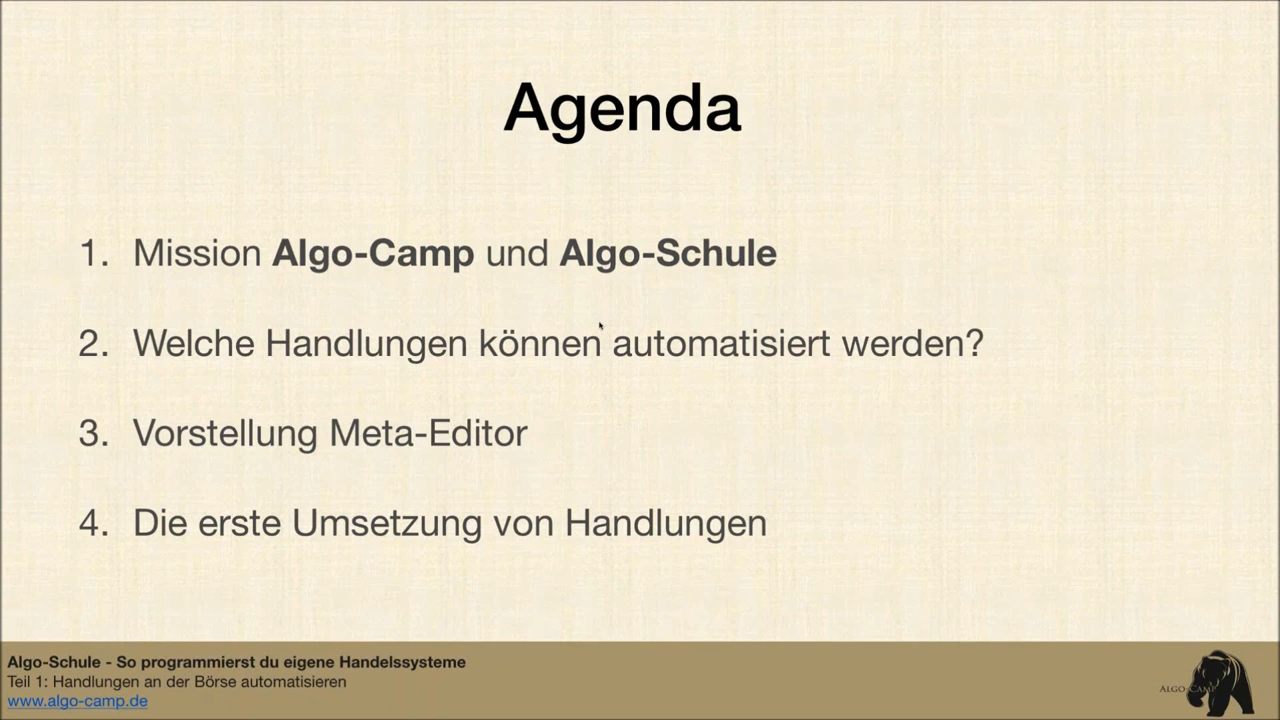 Agenda
1. Mission Algo-Camp und Algo-Schule
2. Welche Handlungen können automatisiert werden?
3. Vorstellung Meta-Editor
4. Die erste Umsetzung von Handlungen
Algo-Schule - So programmierst du eigene Handelssysteme
Teil 1: Handlungen an der Börse automatisieren
www.algo-camp.de
Algo-Camp